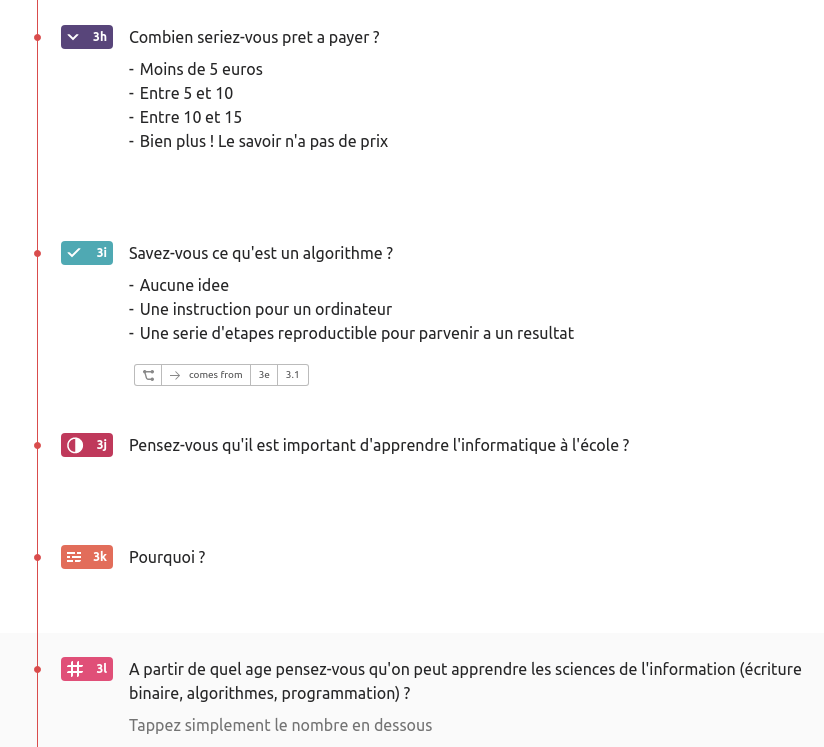 3h Combien seriez-vous pret a payer ?
- Moins de 5 euros
- Entre 5 et 10
- Entre 10 et 15
- Bien plus ! Le savoir n'a pas de prix
3i Savez-vous ce qu'est un algorithme ?
- Aucune idee
- Une instruction pour un ordinateur
- Une serie d'etapes reproductible pour parvenir a un resultat
→ comes from 3e 3.1
3j Pensez-vous qu'il est important d'apprendre l'informatique à l'école ?
3k Pourquoi ?
3l A partir de quel age pensez-vous qu'on peut apprendre les sciences de l'information (écriture
binaire, algorithmes, programmation) ?
Tappez simplement le nombre en dessous